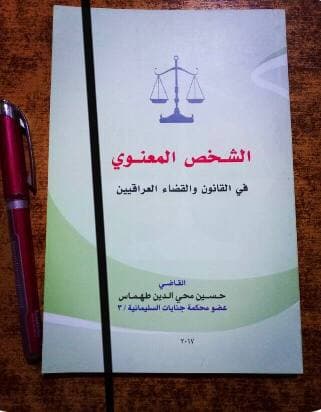 الشخص المعنوي
في القانون والقضاء العراقيين
القاضي
حسين محي الدين طهماس
عضو محكمة جنايات السليمانية / ٣
٢٠١٧